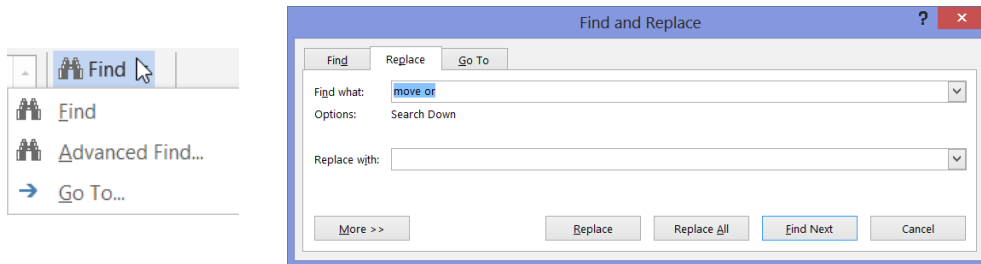 Find
Find
Advanced Find...
Go To...
Find and Replace ? ×
Find Replace Go To
Find what: move or
Options: Search Down
Replace with:
More >> Replace Replace All Find Next Cancel